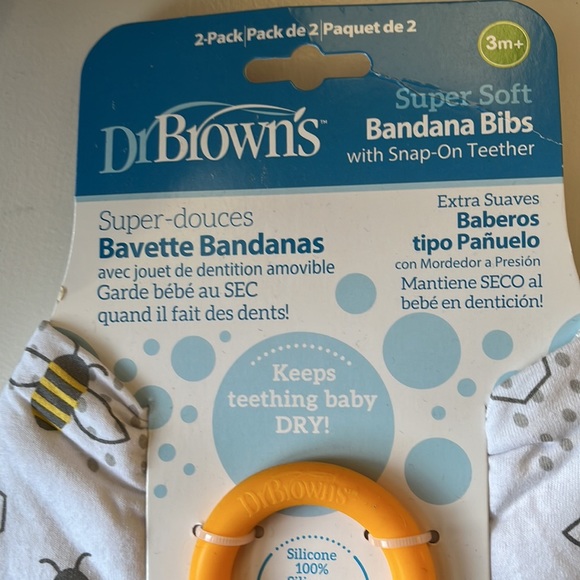 2-Pack|Pack de 2|Paquet de 2
3m+
DrBrown's™
Super Soft
Bandana Bibs
with Snap-On Teether
Super-douces
Bavette Bandanas
avec jouet de dentition amovible
Garde bébé au SEC
quand il fait des dents!
Extra Suaves
Baberos
tipo Pañuelo
con Mordedor a Presión
Mantiene SECO al
bebé en dentición!
Keeps
teething baby
DRY!
DrBrown's
Silicone
100%